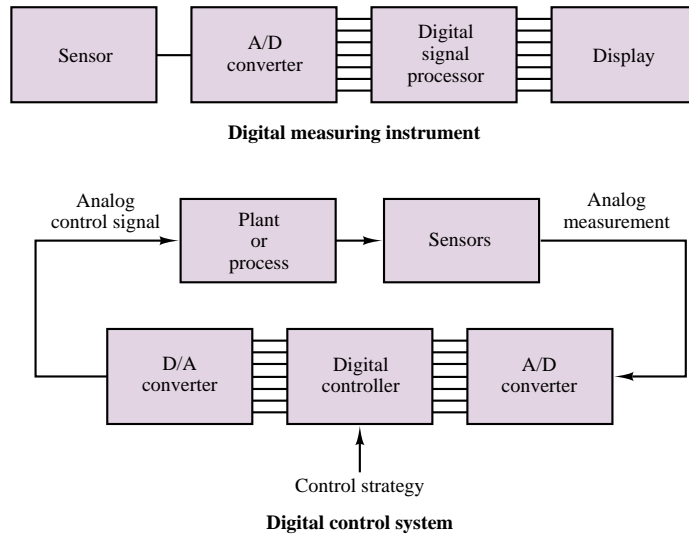 Sensor
A/D
converter
Digital
signal
processor
Display
Digital measuring instrument
Analog
control signal
Plant
or
process
Sensors
Analog
measurement
D/A
converter
Digital
controller
A/D
converter
Control strategy
Digital control system